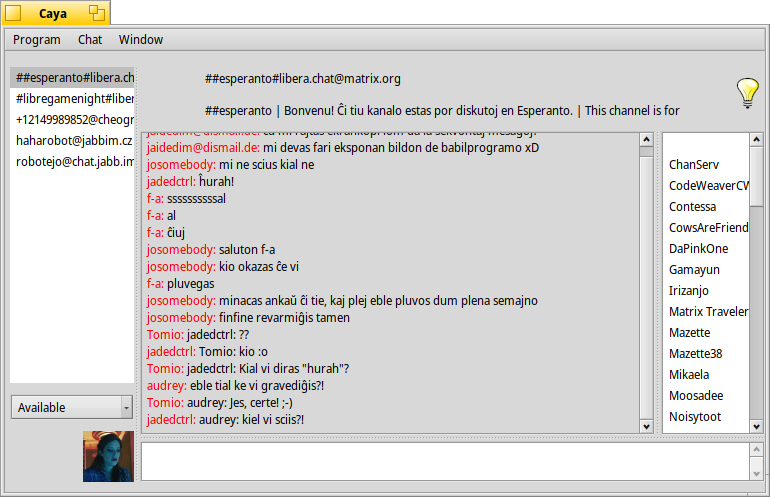 Caya
Program Chat Window
##esperanto#libera.ch
#libregamenight#liber
+12149989852@cheogr
haharobot@jabbim.cz
robotejo@chat.jabb.im
Available
##esperanto#libera.chat@matrix.org
##esperanto | Bonvenu! Ĉi tiu kanalo estas por diskutoj en Esperanto. | This channel is for
jaidedim@dismail.de:
jaidedim@dismail.de: mi devas fari eksponan bildon de babilprogramo xD
josomebody: mi ne scius kial ne
jadedctrl: ĥurah!
f-a: ssssssssssal
f-a: al
f-a: ĉiuj
josomebody: saluton f-a
josomebody: kio okazas ĉe vi
f-a: pluvegas
josomebody: minacas ankaŭ ĉi tie, kaj plej eble pluvos dum plena semajno
josomebody: finfine revarmiĝis tamen
Tomio: jadedctrl: ??
jadedctrl: Tomio: kio :o
Tomio: jadedctrl: Kial vi diras "hurah"?
audrey: eble tial ke vi gravediĝis?!
Tomio: audrey: Jes, certe! ;-)
jadedctrl: audrey: kiel vi sciis?!
ChanServ
CodeWeaverCW
Contessa
CowsAreFriend
DaPinkOne
Gamayun
Irizanjo
Matrix Traveler
Mazette
Mazette38
Mikaela
Moosadee
Noisytoot